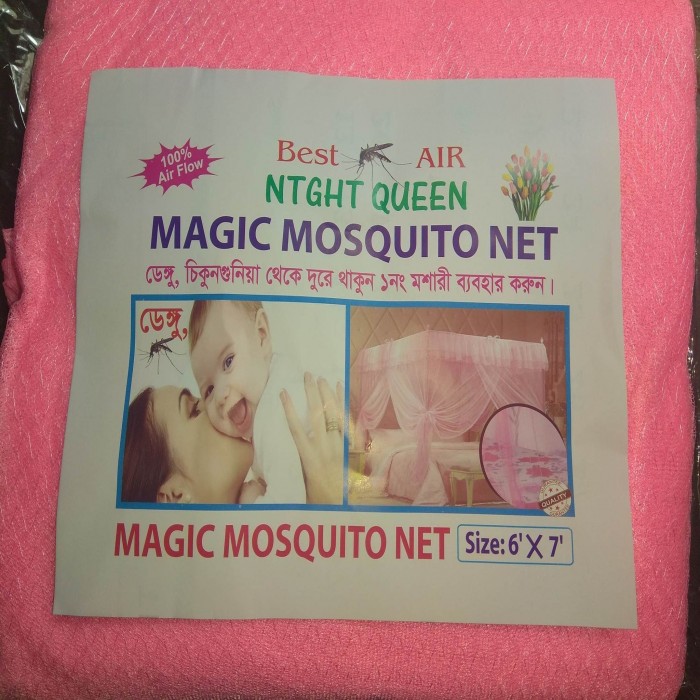 Best AIR
100%
Air Flow
NTGHT QUEEN
MAGIC MOSQUITO NET
ডেঙ্গু, চিকুনগুনিয়া থেকে দুরে থাকুন ১নং মশারী ব্যবহার করুন।
ডেঙ্গু,
QUALITY
MAGIC MOSQUITO NET Size: 6' X 7'